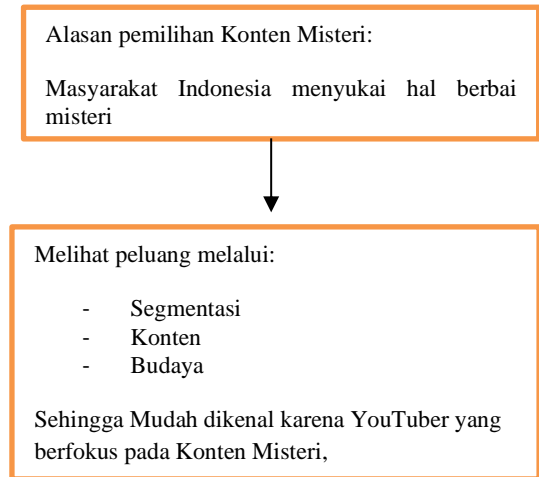 Alasan pemilihan Konten Misteri:
Masyarakat Indonesia menyukai hal berbai
misteri
Melihat peluang melalui:
- Segmentasi
- Konten
- Budaya
Sehingga Mudah dikenal karena YouTuber yang
berfokus pada Konten Misteri,